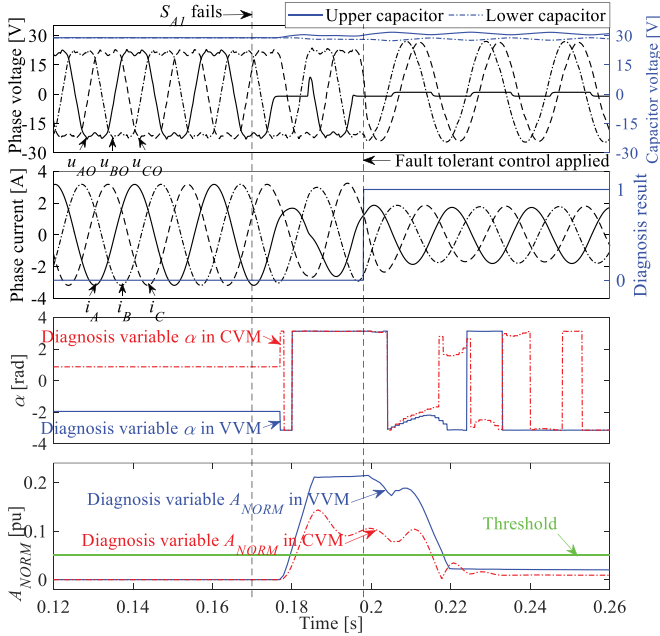 S_A1 fails
Upper capacitor
Lower capacitor
Phase voltage [V]
30
15
0
-15
-30
30
15
0
-15
-30
Capacitor voltage [V]
u_AO u_BO u_CO
Fault tolerant control applied
Phase current [A]
4
2
0
-2
-4
1
0
Diagnosis result
i_A i_B i_C
α [rad]
4
2
0
-2
-4
Diagnosis variable α in CVM
Diagnosis variable α in VVM
A_NORM [pu]
0.2
0.1
0
Diagnosis variable A_NORM in VVM
Diagnosis variable A_NORM in CVM
Threshold
0.12 0.14 0.16 0.18 0.2 0.22 0.24 0.26
Time [s]